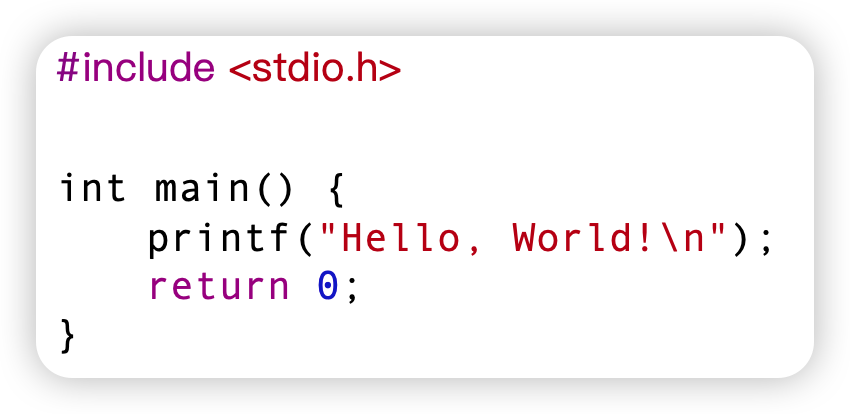 #include <stdio.h>
int main() {
    printf("Hello, World!\n");
    return 0;
}